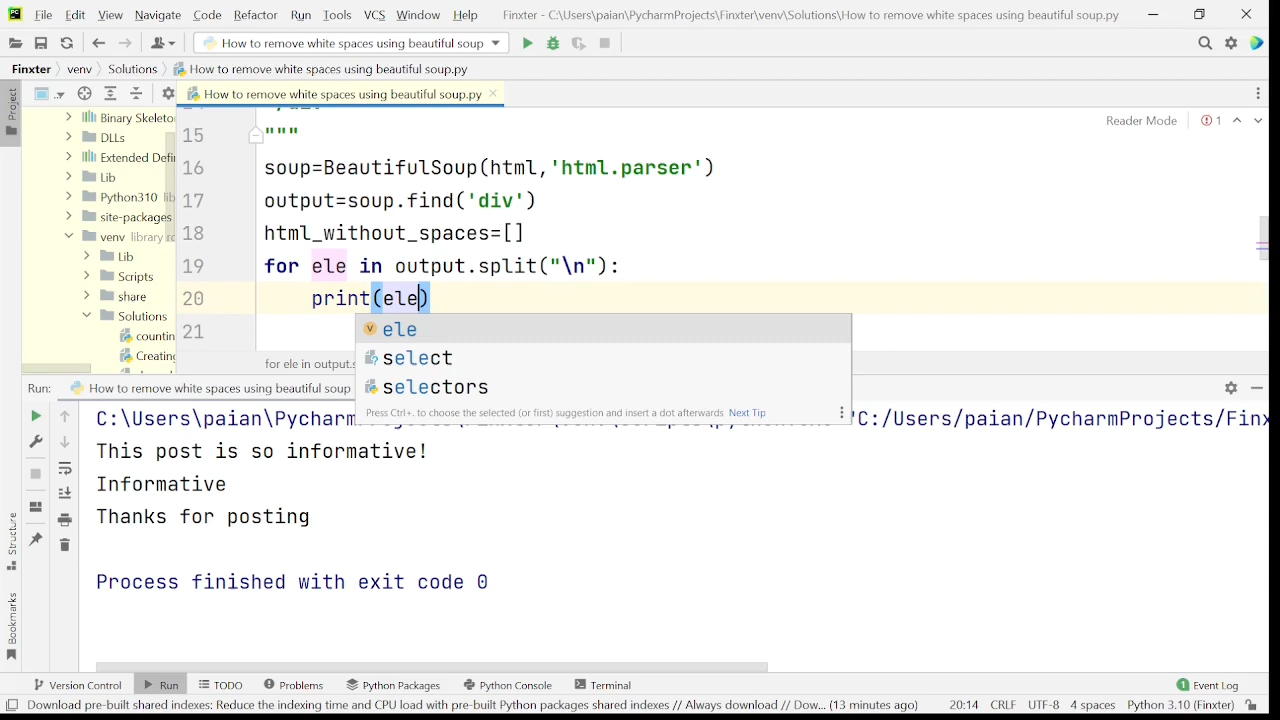 PC File Edit View Navigate Code Refactor Run Tools VCS Window Help Finxter - C:\Users\paian\PycharmProjects\Finxter\venv\Solutions\How to remove white spaces using beautiful soup.py
How to remove white spaces using beautiful soup
Finxter venv Solutions How to remove white spaces using beautiful soup.py
Project
How to remove white spaces using beautiful soup.py
Binary Skeleto
DLLs
Extended Defin
Lib
Python310 lib
site-packages
venv library ro
Lib
Scripts
share
Solutions
countin
Creating
Reader Mode 1
15 """
16 soup=BeautifulSoup(html,'html.parser')
17 output=soup.find('div')
18 html_without_spaces=[]
19 for ele in output.split("\n"):
20 print(ele)
21
V ele
select
selectors
Press Ctrl+. to choose the selected (or first) suggestion and insert a dot afterwards Next Tip
for ele in output.s
Run: How to remove white spaces using beautiful soup
C:\Users\paian\Pycharm 'C:/Users/paian/PycharmProjects/Finx
This post is so informative!
Informative
Thanks for posting
Process finished with exit code 0
Structure
Bookmarks
Version Control Run TODO Problems Python Packages Python Console Terminal 1 Event Log
Download pre-built shared indexes: Reduce the indexing time and CPU load with pre-built Python packages shared indexes // Always download // Dow... (13 minutes ago) 20:14 CRLF UTF-8 4 spaces Python 3.10 (Finxter)